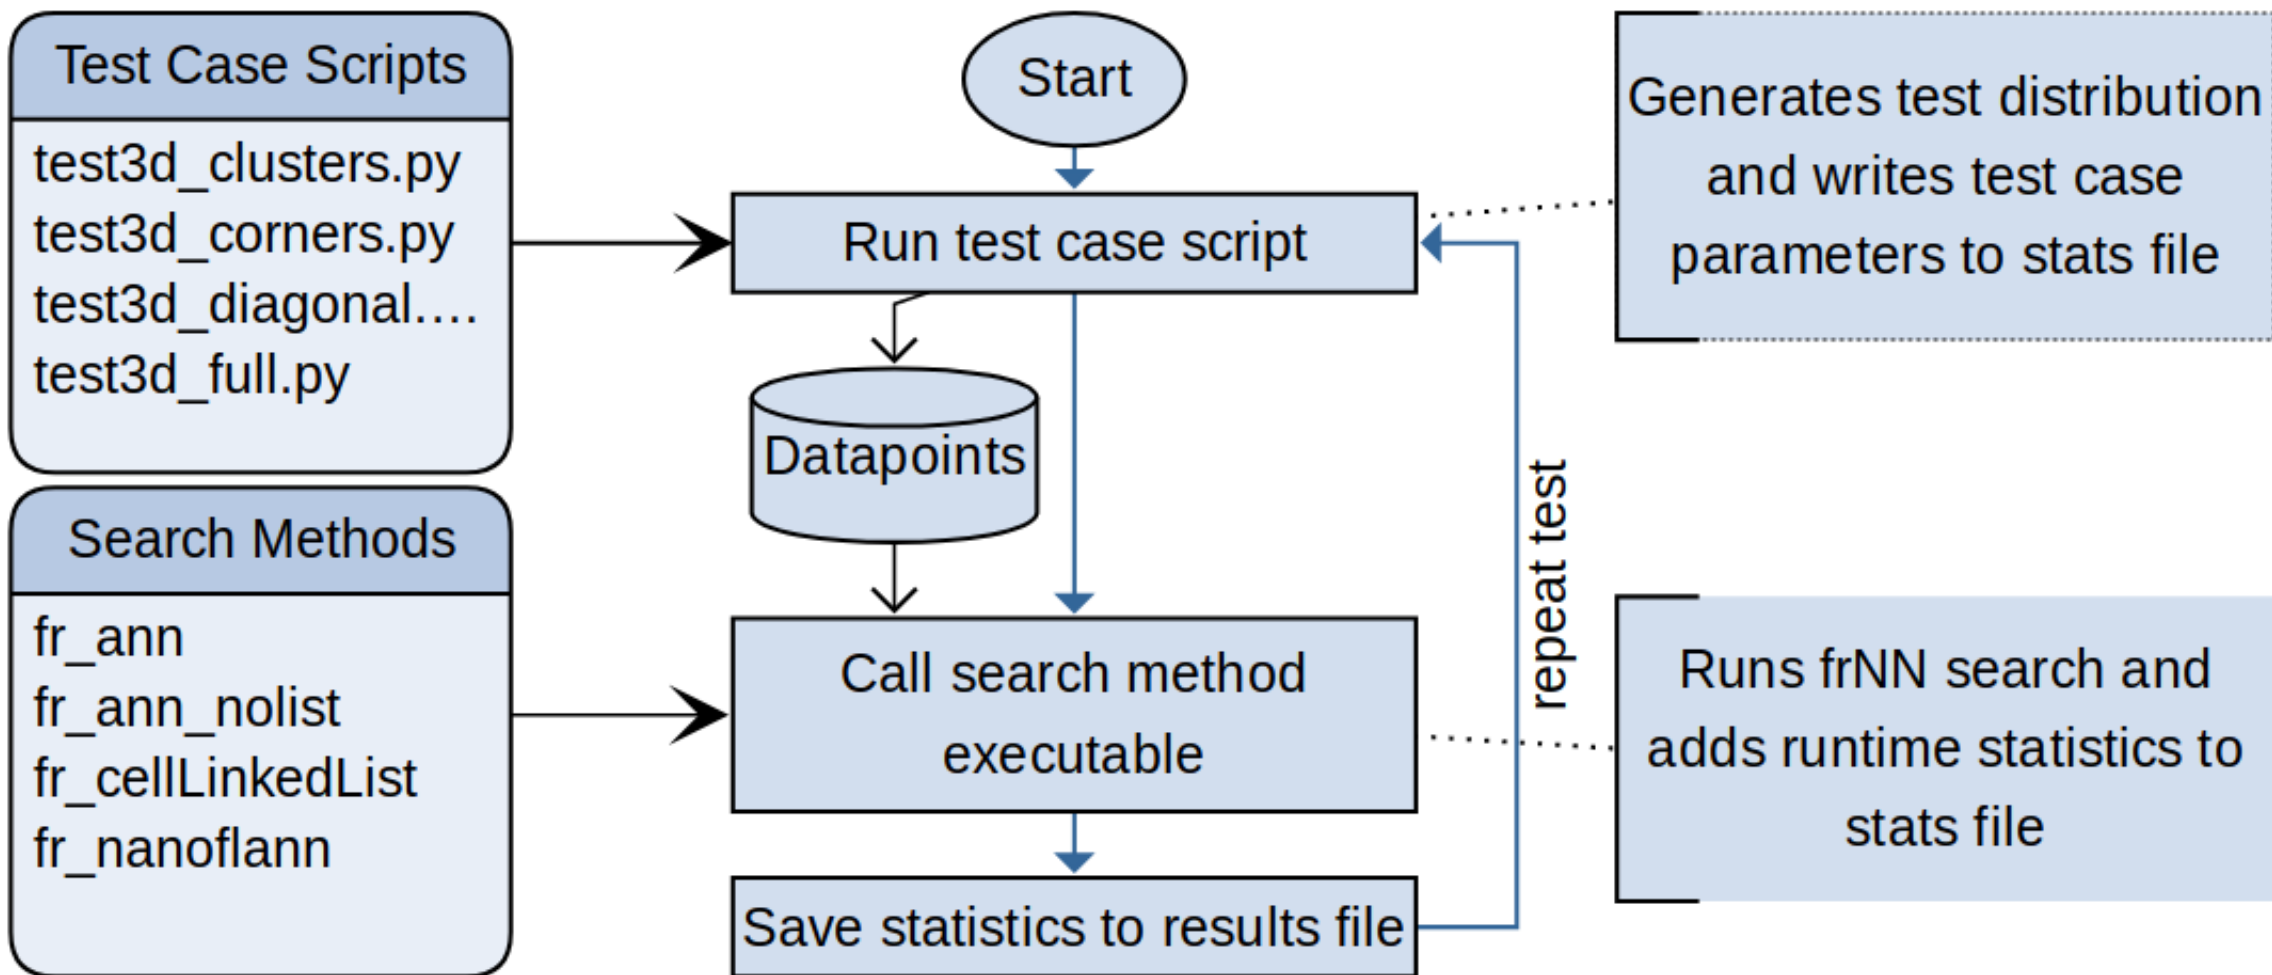 Test Case Scripts
test3d_clusters.py
test3d_corners.py
test3d_diagonal....
test3d_full.py
Search Methods
fr_ann
fr_ann_nolist
fr_cellLinkedList
fr_nanoflann
Start
Run test case script
Datapoints
Call search method
executable
Save statistics to results file
repeat test
Generates test distribution
and writes test case
parameters to stats file
Runs frNN search and
adds runtime statistics to
stats file